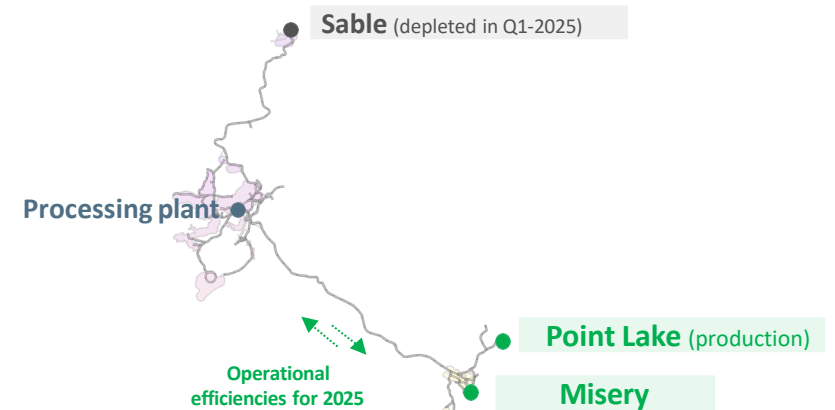 Sable (depleted in Q1-2025)
Processing plant
Point Lake (production)
Operational
efficiencies for 2025
Misery